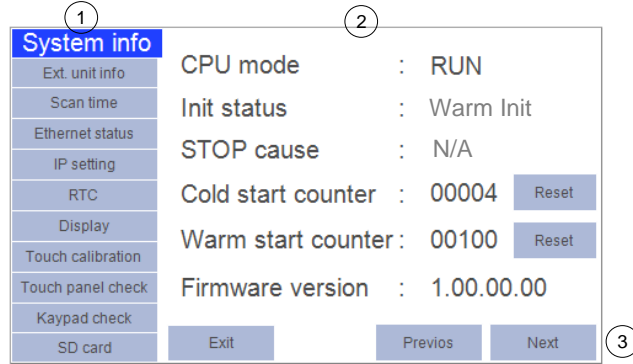 1
2
System info
Ext. unit info
Scan time
Ethernet status
IP setting
RTC
Display
Touch calibration
Touch panel check
Kaypad check
SD card
CPU mode : RUN
Init status : Warm Init
STOP cause : N/A
Cold start counter : 00004 Reset
Warm start counter : 00100 Reset
Firmware version : 1.00.00.00
Exit Previos Next
3